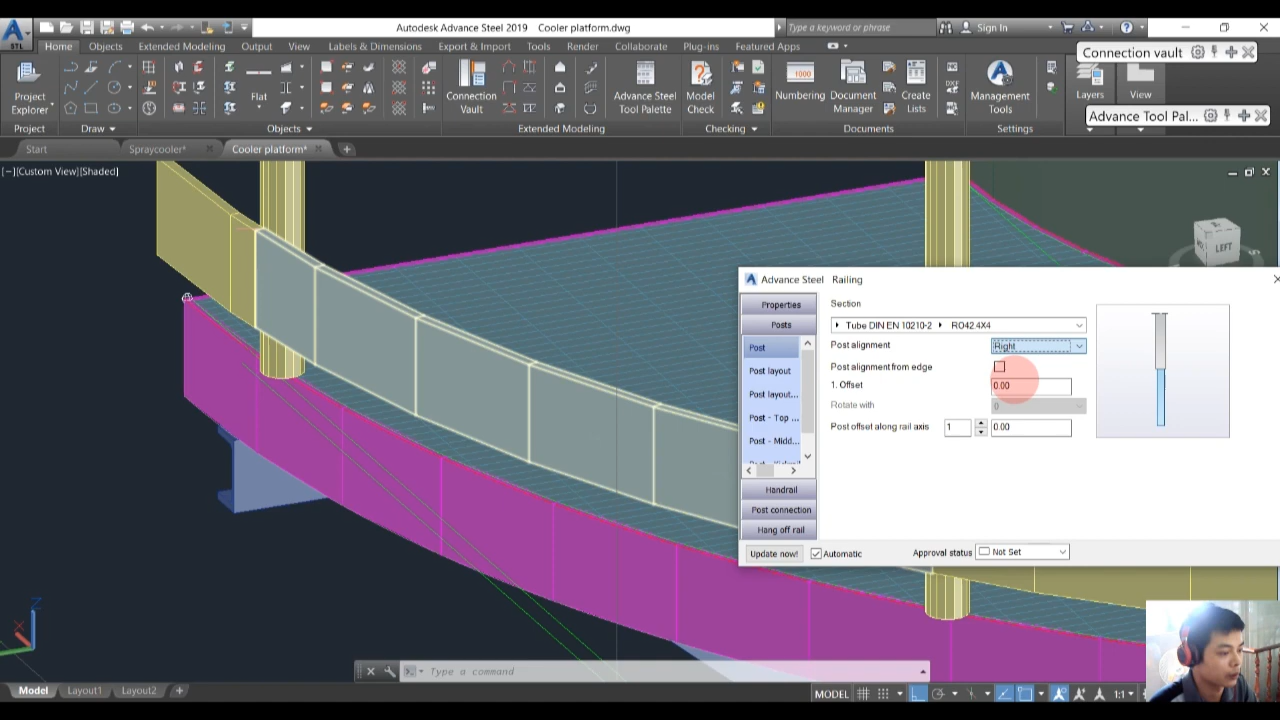 Autodesk Advance Steel 2019 Cooler platform.dwg
Type a keyword or phrase
Sign In
STL
Home Objects Extended Modeling Output View Labels & Dimensions Export & Import Tools Render Collaborate Plug-ins Featured Apps
Connection vault
Project Explorer
Flat
Connection Vault
Advance Steel Tool Palette
Model Check
1000
Numbering
Document Manager
DXF
Create Lists
Management Tools
Layers
View
Advance Tool Pal...
Project Draw Objects Extended Modeling Checking Documents Settings
Start Spraycooler* Cooler platform*
[−][Custom View][Shaded]
LEFT
Advance Steel Railing
Properties
Posts
Post
Post layout
Post layout...
Post - Top ...
Post - Midd...
Handrail
Post connection
Hang off rail
Section
Tube DIN EN 10210-2 RO42.4X4
Post alignment Right
Post alignment from edge
1. Offset 0.00
Rotate with 0
Post offset along rail axis 1 0.00
Update now! Automatic Approval status Not Set
Z
X
Type a command
Model Layout1 Layout2
MODEL 1:1